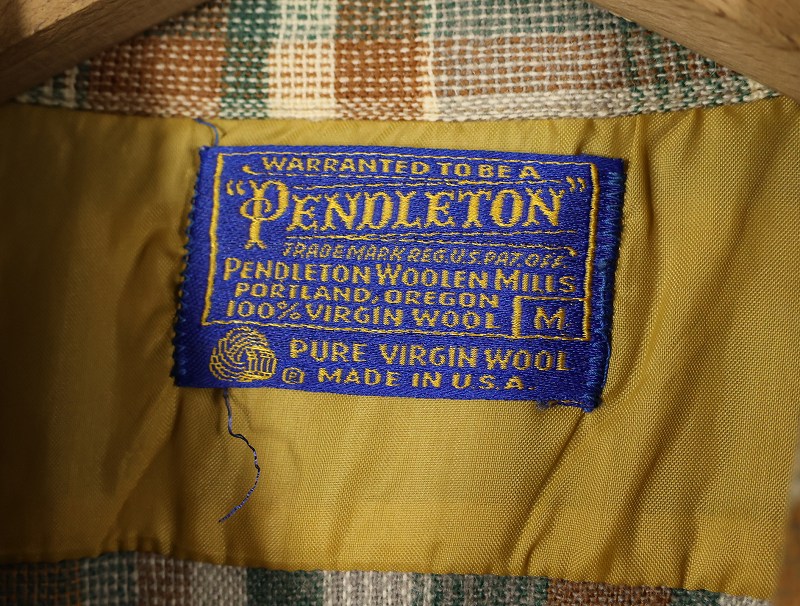 WARRANTED TO BE A
"PENDLETON"
TRADE MARK REG. U.S. PAT. OFF.
PENDLETON WOOLEN MILLS
PORTLAND, OREGON
100% VIRGIN WOOL M
PURE VIRGIN WOOL
® MADE IN U.S.A.